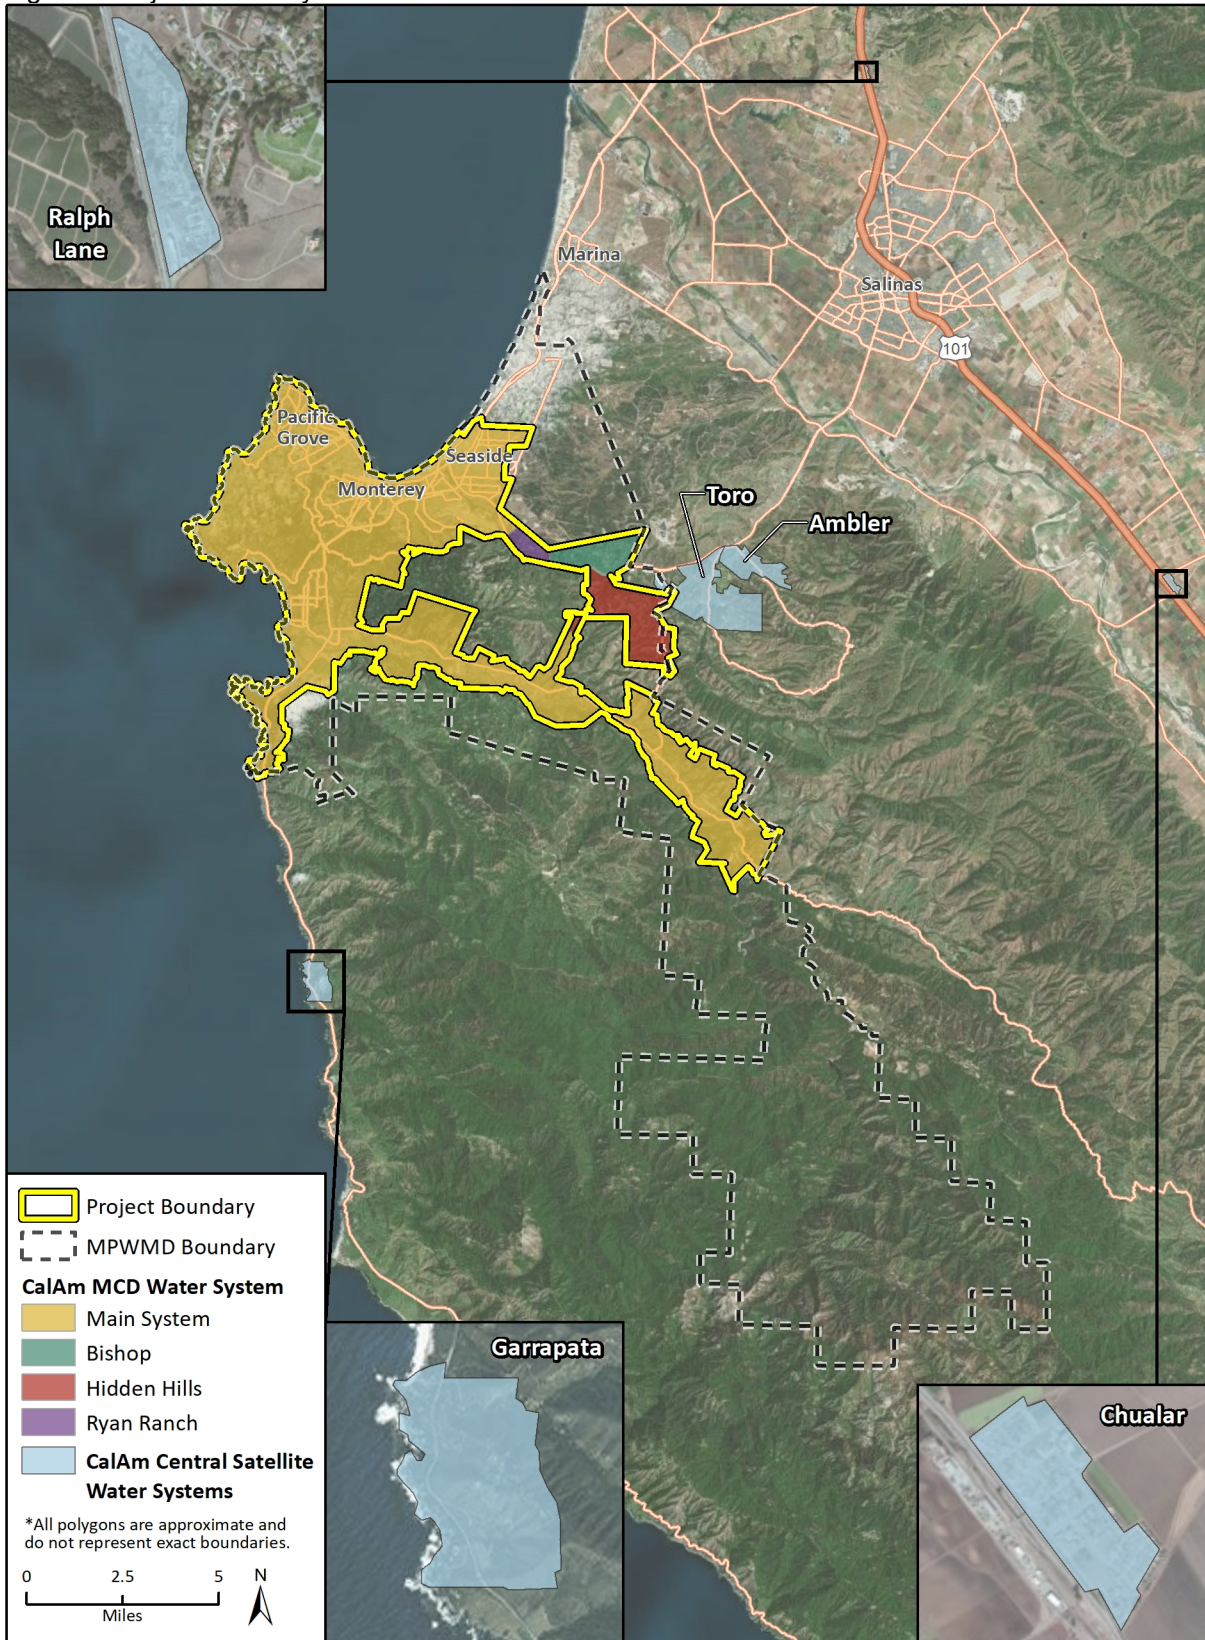 Ralph
Lane
Marina
Salinas
101
Pacific
Grove
Seaside
Monterey
Toro
Ambler
Project Boundary
MPWMD Boundary
CalAm MCD Water System
Main System
Bishop
Hidden Hills
Ryan Ranch
CalAm Central Satellite
Water Systems
*All polygons are approximate and
do not represent exact boundaries.
0 2.5 5
Miles
N
Garrapata
Chualar